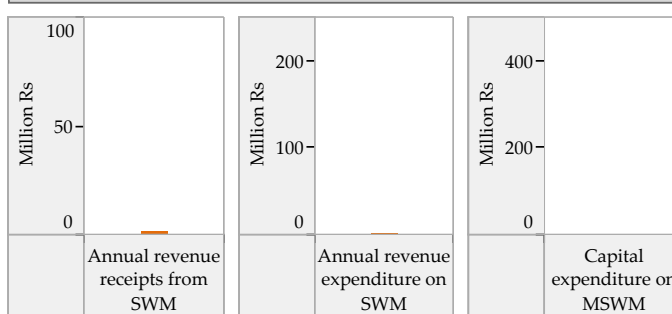 100
Million Rs
50
0
Annual revenue
receipts from
SWM
200
Million Rs
100
0
Annual revenue
expenditure on
SWM
400
Million Rs
200
0
Capital
expenditure on
MSWM